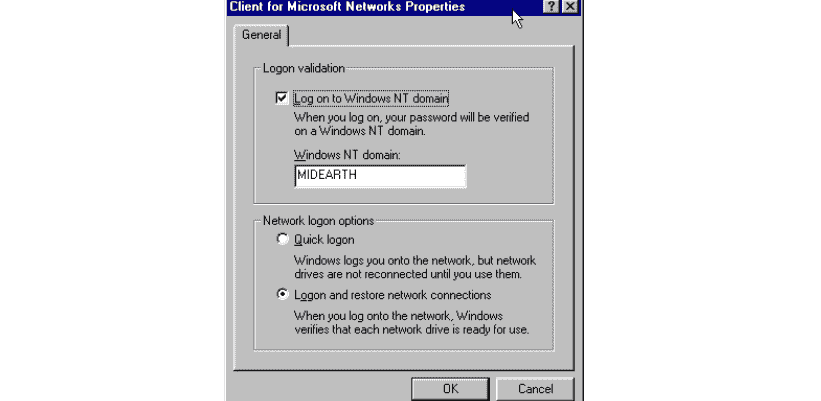 Client for Microsoft Networks Properties
General
Logon validation
Log on to Windows NT domain
When you log on, your password will be verified
on a Windows NT domain.
Windows NT domain:
MIDEARTH
Network logon options
Quick logon
Windows logs you onto the network, but network
drives are not reconnected until you use them.
Logon and restore network connections
When you log onto the network, Windows
verifies that each network drive is ready for use.
OK Cancel